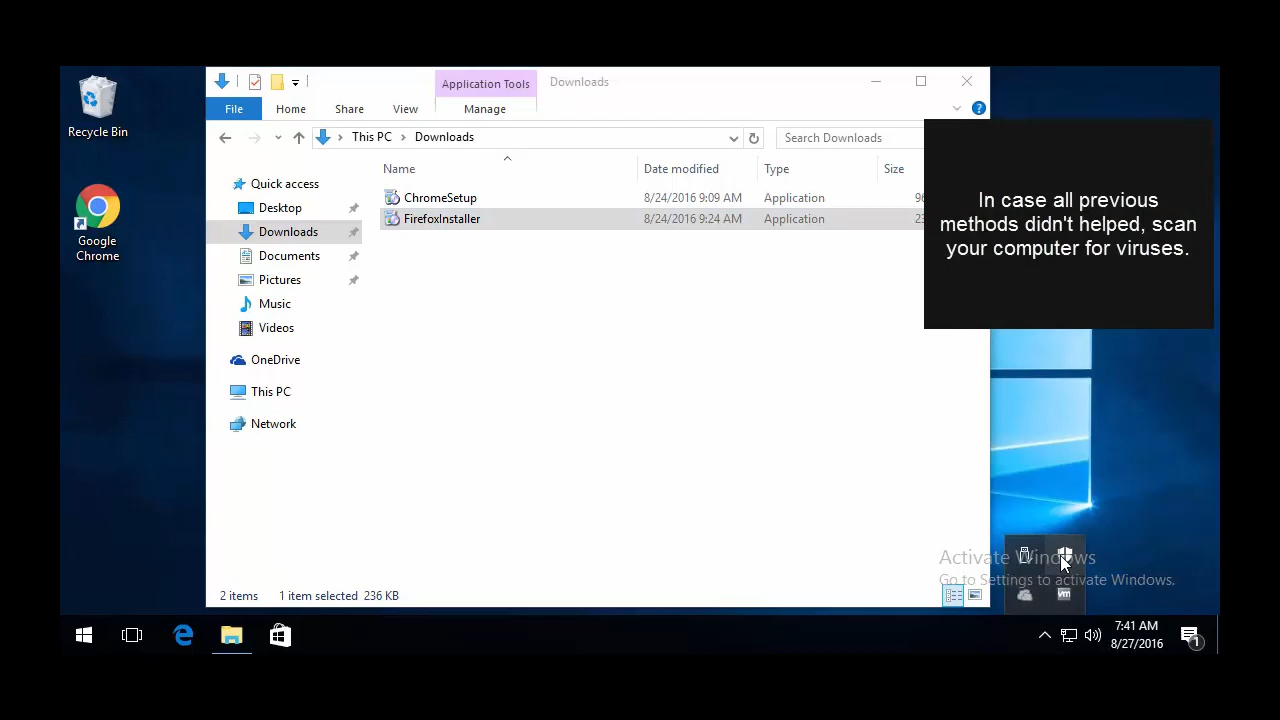 Application Tools
Downloads
File
Home
Share
View
Manage
This PC
Downloads
Search Downloads
Name
Date modified
Type
Size
ChromeSetup
8/24/2016 9:09 AM
Application
FirefoxInstaller
8/24/2016 9:24 AM
Application
Quick access
Desktop
Downloads
Documents
Pictures
Music
Videos
OneDrive
This PC
Network
2 items
1 item selected 236 KB
Recycle Bin
Google
Chrome
In case all previous
methods didn't helped, scan
your computer for viruses.
Activate Windows
Go to Settings to activate Windows.
vm
7:41 AM
8/27/2016
1